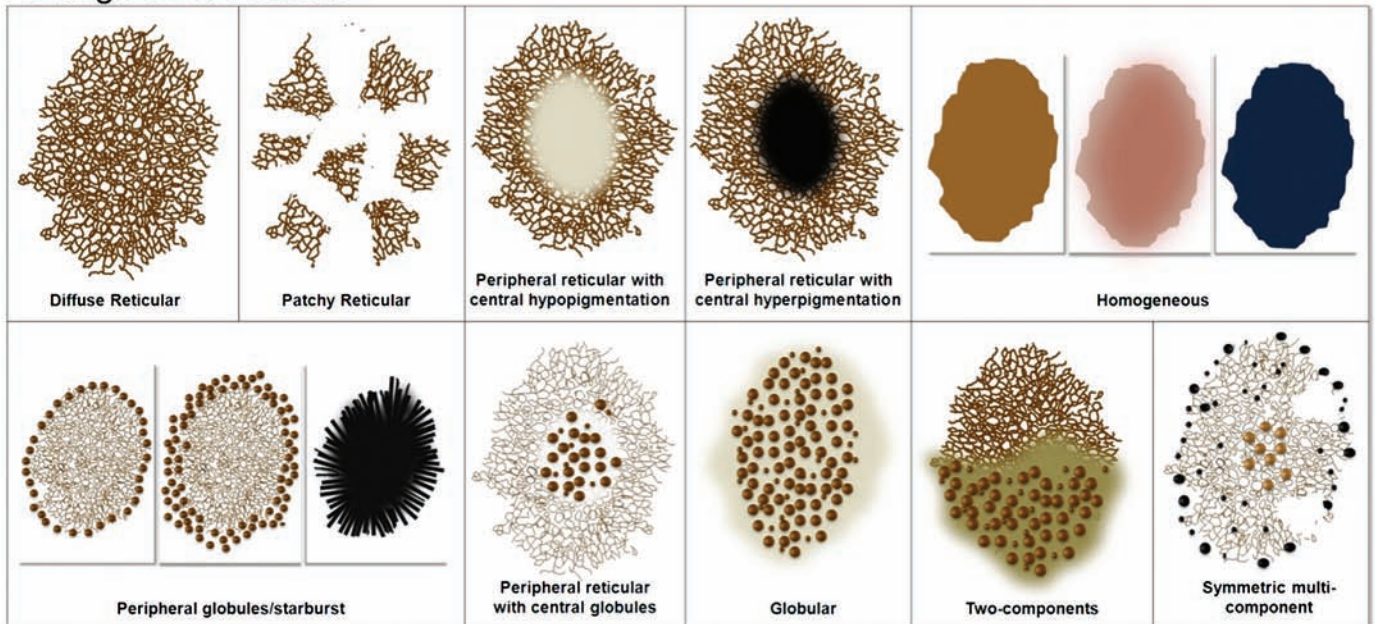 Diffuse Reticular
Patchy Reticular
Peripheral reticular with
central hypopigmentation
Peripheral reticular with
central hyperpigmentation
Homogeneous
Peripheral globules/starburst
Peripheral reticular
with central globules
Globular
Two-components
Symmetric multi-
component